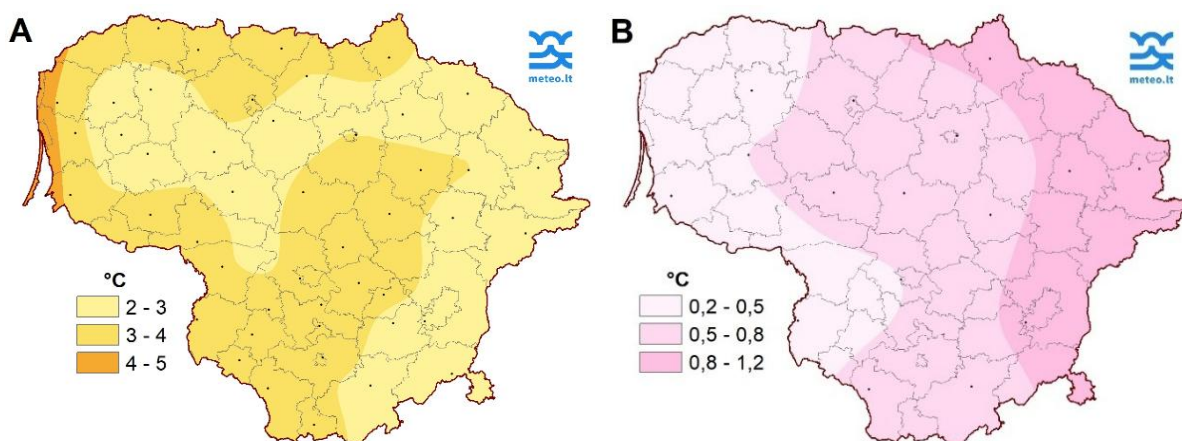 A
meteo.lt
°C
2 - 3
3 - 4
4 - 5
B
meteo.lt
°C
0,2 - 0,5
0,5 - 0,8
0,8 - 1,2